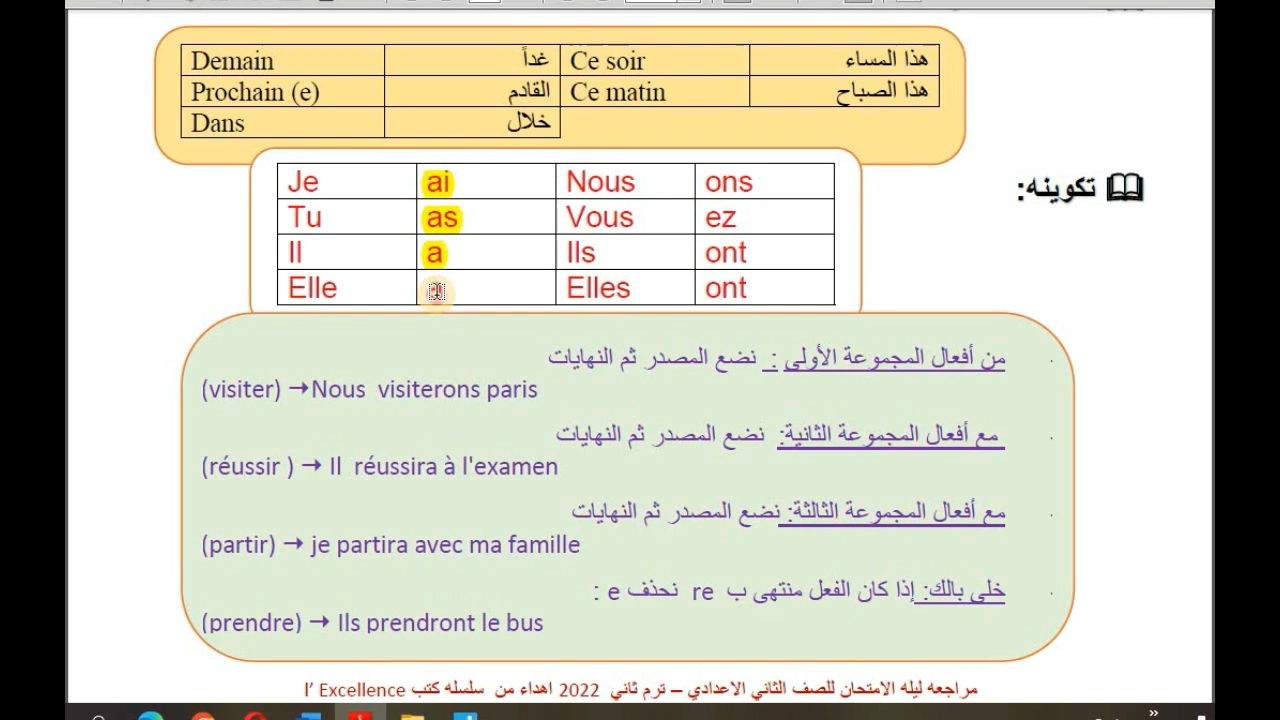 Demain غداً Ce soir هذا المساء
Prochain (e) القادم Ce matin هذا الصباح
Dans خلال
تكوينه:
Je ai Nous ons
Tu as Vous ez
Il a Ils ont
Elle Elles ont
من أفعال المجموعة الأولى : نضع المصدر ثم النهايات
(visiter) →Nous visiterons paris
مع أفعال المجموعة الثانية: نضع المصدر ثم النهايات
(réussir ) → Il réussira à l'examen
مع أفعال المجموعة الثالثة: نضع المصدر ثم النهايات
(partir) → je partira avec ma famille
خلى بالك: إذا كان الفعل منتهى ب re نحذف e :
(prendre) → Ils prendront le bus
مراجعه ليله الامتحان للصف الثاني الاعدادي – ترم ثاني 2022 اهداء من سلسله كتب l’ Excellence